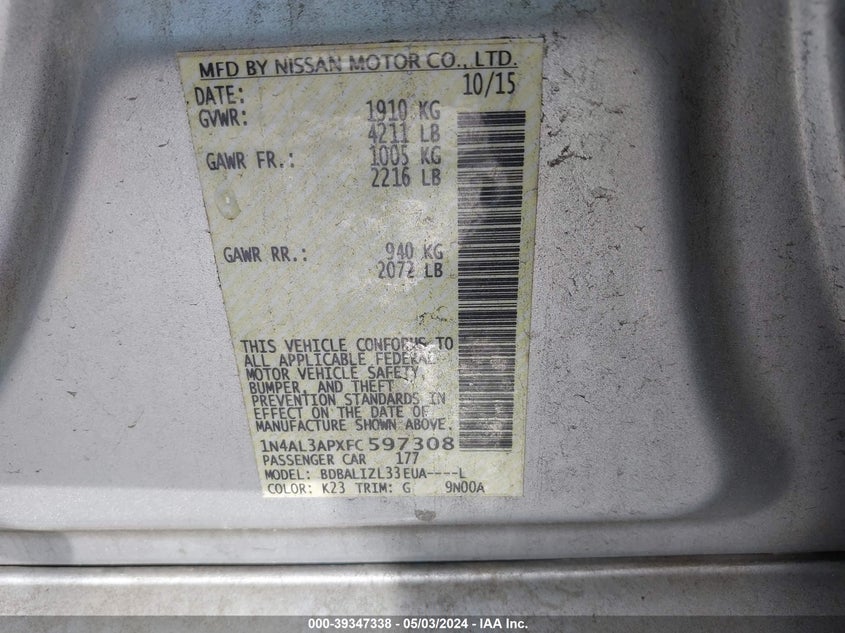 MFD BY NISSAN MOTOR CO., LTD.
DATE: 10/15
GVWR: 1910 KG
4211 LB
GAWR FR.: 1005 KG
2216 LB
GAWR RR.: 940 KG
2072 LB
THIS VEHICLE CONFORMS TO
ALL APPLICABLE FEDERAL
MOTOR VEHICLE SAFETY,
BUMPER, AND THEFT
PREVENTION STANDARDS IN
EFFECT ON THE DATE OF
MANUFACTURE SHOWN ABOVE.
1N4AL3APXFC597308
PASSENGER CAR 177
MODEL: BDBALIZL33EUA----L
COLOR: K23 TRIM: G 9N00A
000-39347338 - 05/03/2024 - IAA Inc.